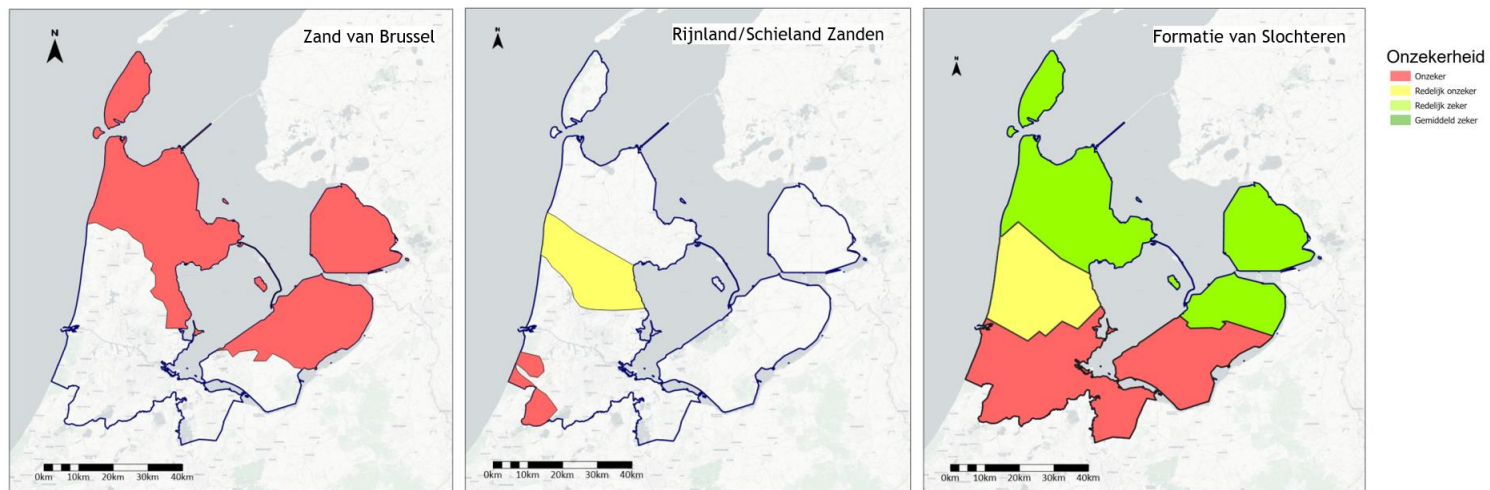 Zand van Brussel
N
0km 10km 20km 30km 40km
Rijnland/Schieland Zanden
N
0km 10km 20km 30km 40km
Formatie van Slochteren
N
0km 10km 20km 30km 40km
Onzekerheid
Onzeker
Redelijk onzeker
Redelijk zeker
Gemiddeld zeker